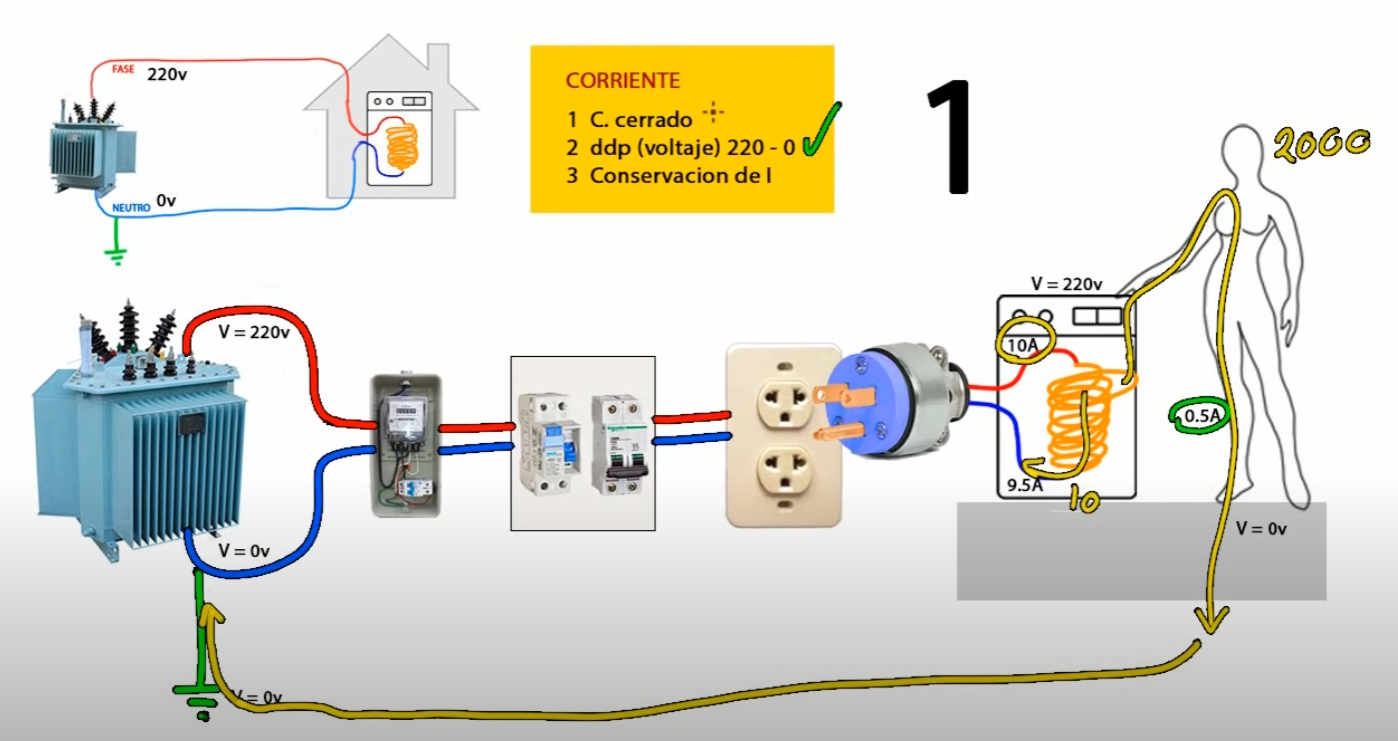 FASE 220v
NEUTRO 0v
CORRIENTE
1 C. cerrado
2 ddp (voltaje) 220 - 0
3 Conservacion de I
1
2000
V = 220v
V = 220v
10A
0.5A
9.5A
10
V = 0v
V = 0v
V = 0v